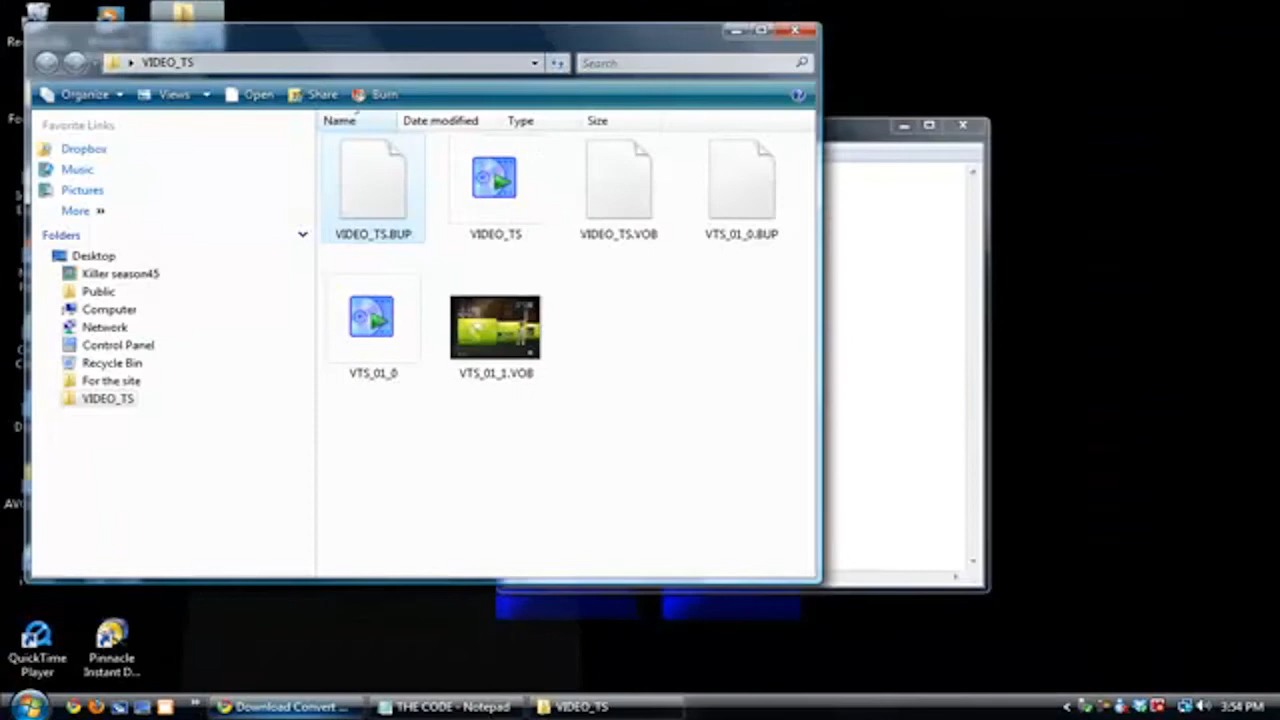 VIDEO_TS
Search
Organize Views Open Share Burn
Favorite Links
Name Date modified Type Size
Dropbox
Music
Pictures
More »
Folders
Desktop
Killer season45
Public
Computer
Network
Control Panel
Recycle Bin
For the site
VIDEO_TS
VIDEO_TS.BUP VIDEO_TS VIDEO_TS.VOB VTS_01_0.BUP
VTS_01_0 VTS_01_1.VOB
QuickTime
Player
Pinnacle
Instant D...
Download Convert ... THE CODE - Notepad VIDEO_TS 3:54 PM